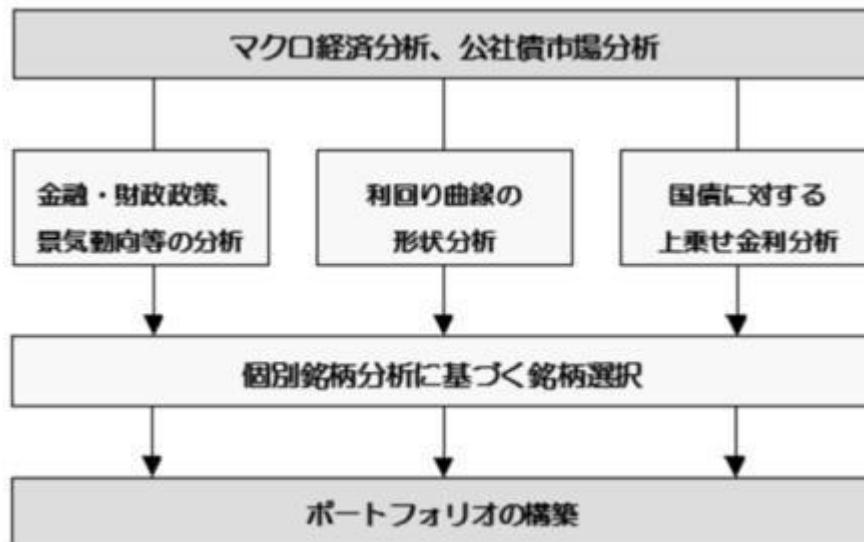 マクロ経済分析、公社債市場分析
金融・財政政策、
景気動向等の分析
利回り曲線の
形状分析
国債に対する
上乗せ金利分析
個別銘柄分析に基づく銘柄選択
ポートフォリオの構築